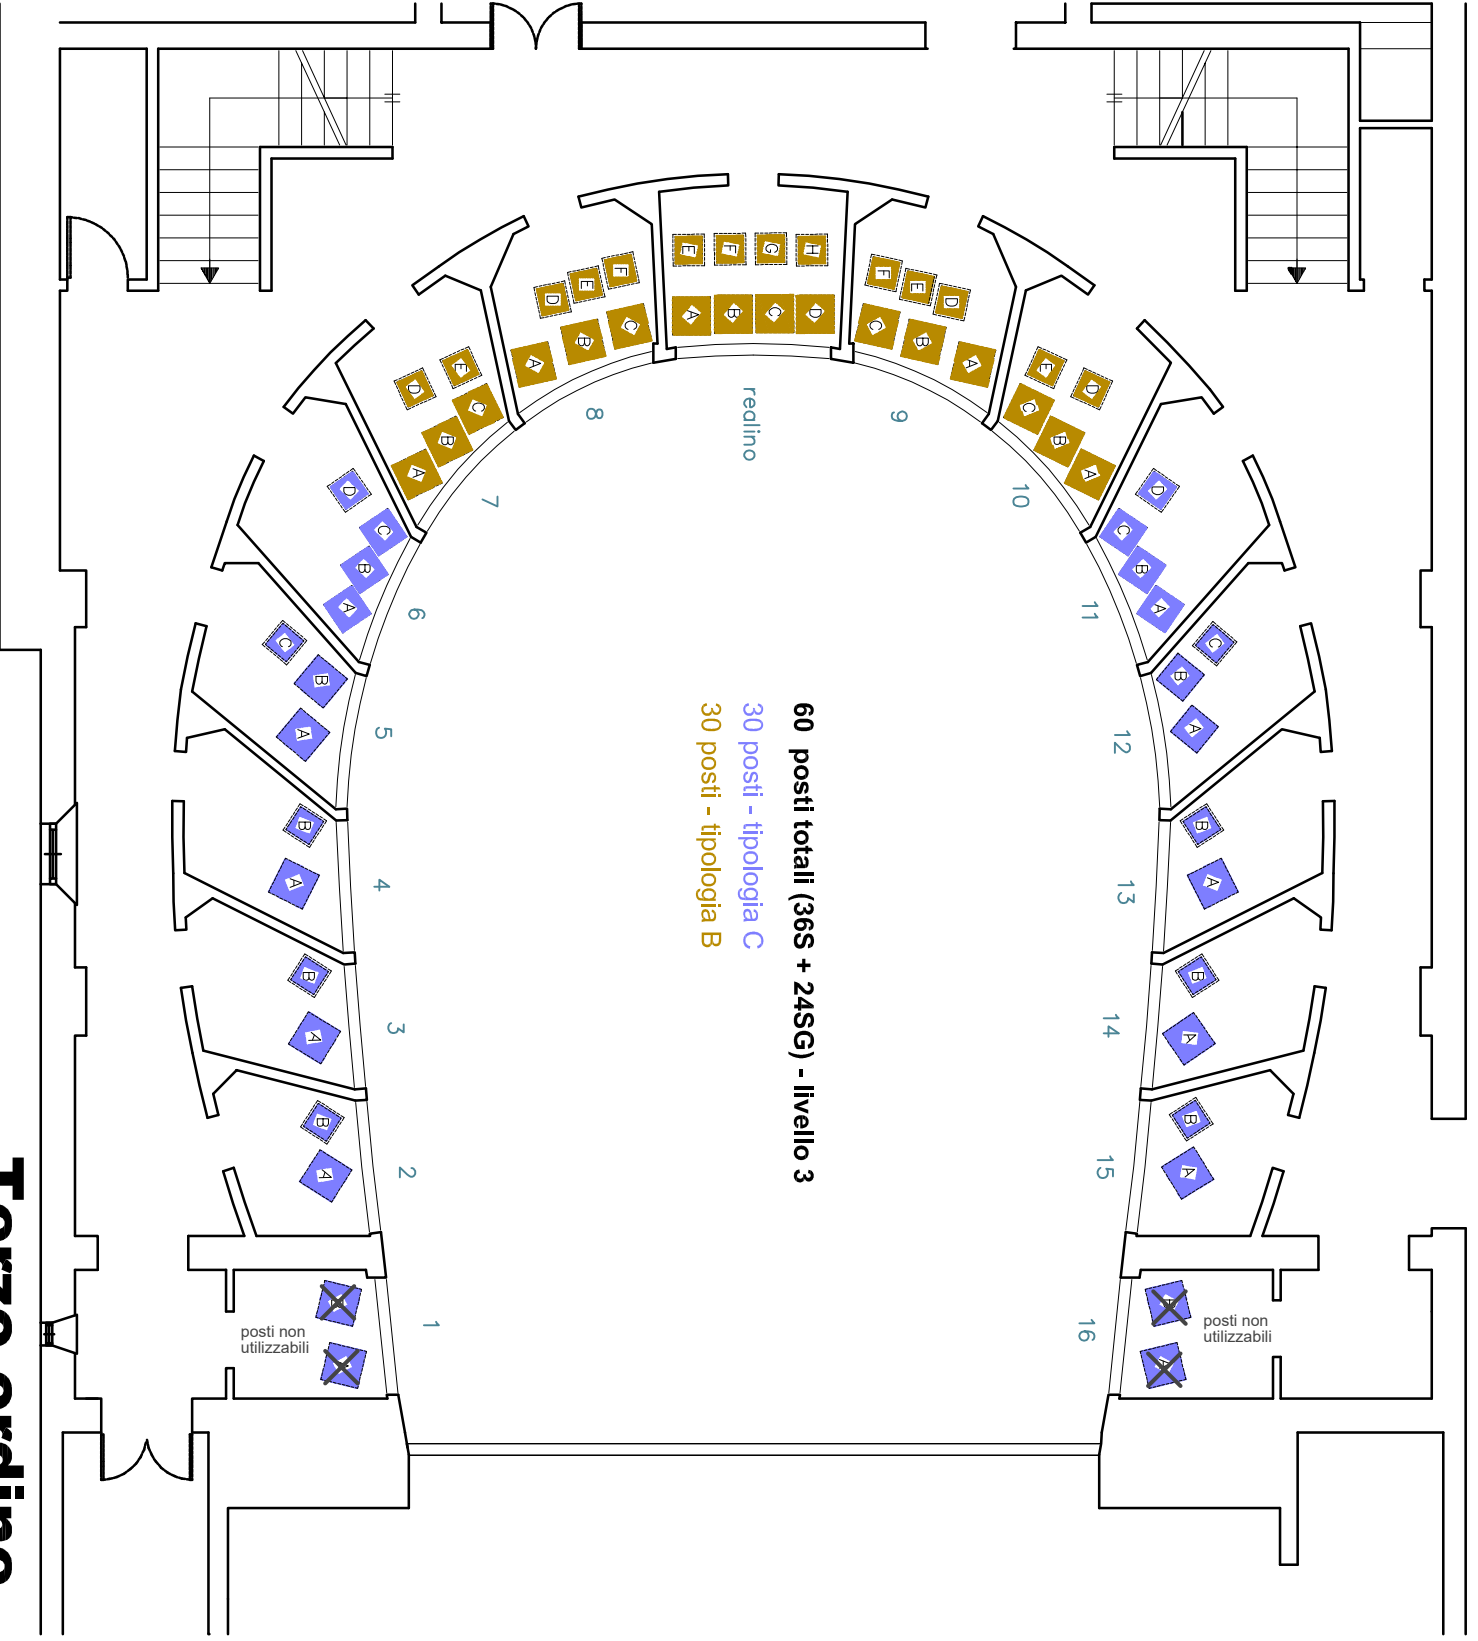 E F G H
A B C D
realino
D E F
A B C
8
F E D
C B A
9
D E
A B C
7
E D
C B A
10
D
C
B
A
6
D
C
B
A
11
C
B
A
5
C
B
A
12
B
A
4
B
A
13
B
A
3
B
A
14
B
A
2
B
A
15
1
posti non
utilizzabili
16
posti non
utilizzabili
60 posti totali (36S + 24SG) - livello 3
30 posti - tipologia C
30 posti - tipologia B
Terzo ordine